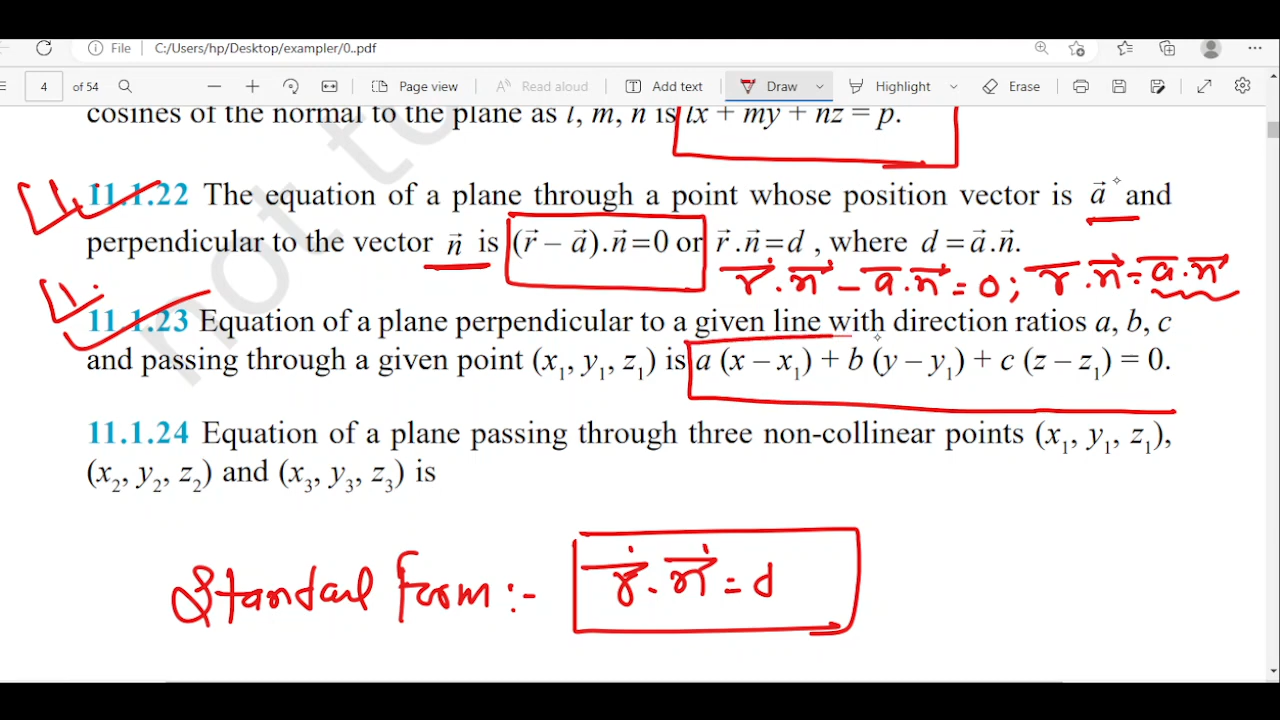 File C:/Users/hp/Desktop/exampler/0..pdf
4 of 54 Page view Read aloud Add text Draw Highlight Erase
cosines of the normal to the plane as l, m, n is lx + my + nz = p.
11.1.22 The equation of a plane through a point whose position vector is a⃗ and
perpendicular to the vector n⃗ is (r⃗ – a⃗).n⃗=0 or r⃗.n⃗=d , where d=a⃗.n⃗.
r⃗.n⃗ – a⃗.n⃗ = 0 ; r⃗.n⃗ = a⃗.n⃗
11.1.23 Equation of a plane perpendicular to a given line with direction ratios a, b, c
and passing through a given point (x₁, y₁, z₁) is a (x – x₁) + b (y – y₁) + c (z – z₁) = 0.
11.1.24 Equation of a plane passing through three non-collinear points (x₁, y₁, z₁),
(x₂, y₂, z₂) and (x₃, y₃, z₃) is
Standard Form :- r⃗.n⃗ = d
not to